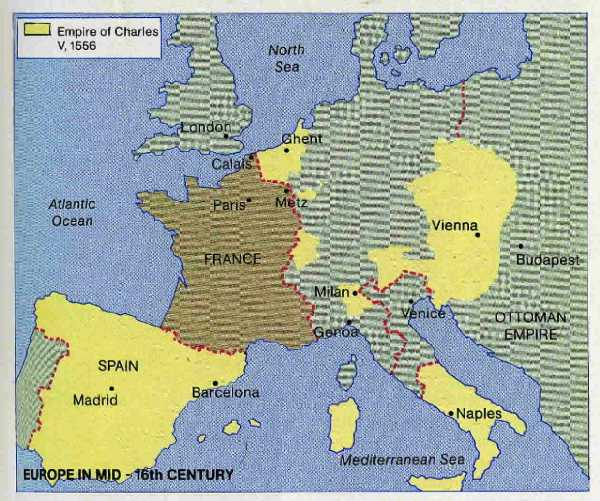 Empire of Charles
V, 1556
North
Sea
London
Ghent
Calais
Atlantic
Ocean
Paris
Metz
Vienna
Budapest
FRANCE
Milan
Venice
Genoa
OTTOMAN
EMPIRE
SPAIN
Madrid
Barcelona
Naples
Mediterranean Sea
EUROPE IN MID - 16th CENTURY